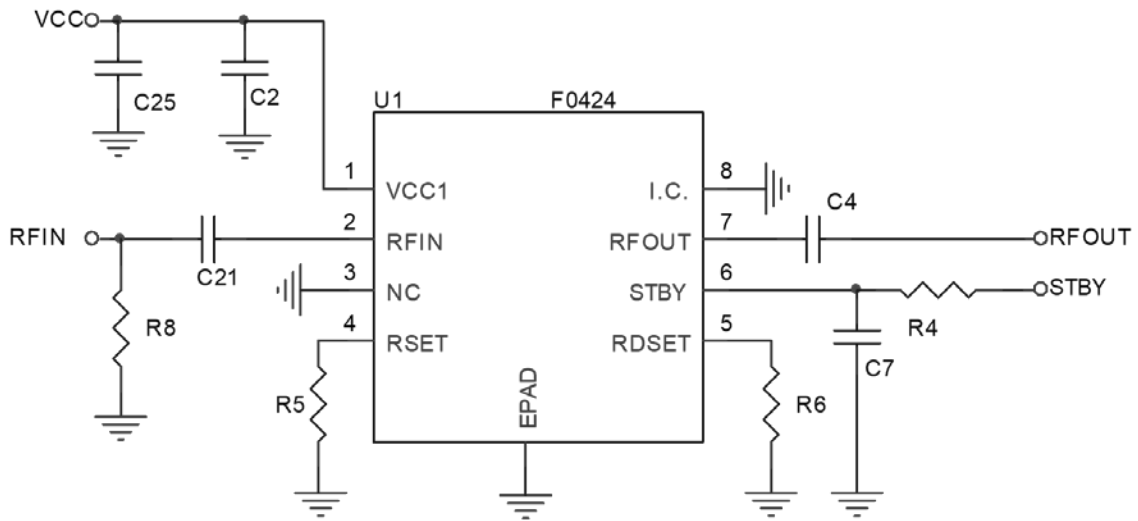 VCC
C25
C2
U1
F0424
1
VCC1
8
I.C.
RFIN
C21
2
RFIN
7
RFOUT
C4
RFOUT
3
NC
6
STBY
R4
STBY
R8
4
RSET
5
RDSET
C7
R5
EPAD
R6